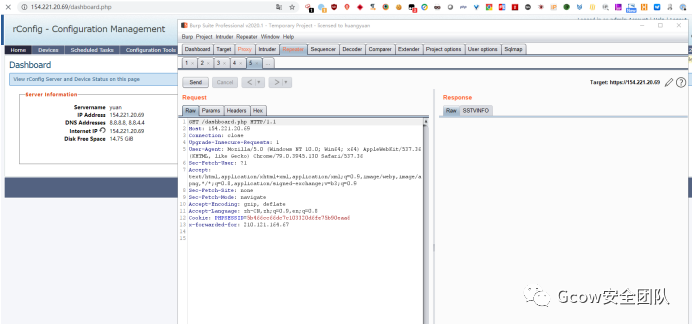 154.221.20.69/dashboard.php
rConfig - Configuration Management
Home Devices Scheduled Tasks Configuration Tools
Dashboard
View rConfig Server and Device Status on this page
Server Information
Servername yuan
IP Address 154.221.20.69
DNS Addresses 8.8.8.8, 8.8.4.4
Internet IP 154.221.20.69
Disk Free Space 14.75 GiB
Burp Suite Professional v2020.1 - Temporary Project - licensed to
Burp Project Intruder Repeater Window Help
Dashboard Target Proxy Intruder Repeater Sequencer Decoder Comparer Extender Project options User options Sqlmap
1 × 2 × 3 × 4 × 5 × ...
Send Cancel < >
Target: https://154.221.20.69
Request
Raw Params Headers Hex
1 GET /dashboard.php HTTP/1.1
2 Host: 154.221.20.69
3 Connection: close
4 Upgrade-Insecure-Requests: 1
5 User-Agent: Mozilla/5.0 (Windows NT 10.0; Win64; x64) AppleWebKit/537.36
(KHTML, like Gecko) Chrome/79.0.3945.130 Safari/537.36
6 Sec-Fetch-User: ?1
7 Accept:
text/html,application/xhtml+xml,application/xml;q=0.9,image/webp,image/a
png,*/*;q=0.8,application/signed-exchange;v=b3;q=0.9
8 Sec-Fetch-Site: none
9 Sec-Fetch-Mode: navigate
10 Accept-Encoding: gzip, deflate
11 Accept-Language: zh-CN,zh;q=0.9,en;q=0.8
12 Cookie: PHPSESSID=
13 x-forwarded-for: 210.121.164.67
14
15
Response
Raw SSTVINFO
Gcow安全团队